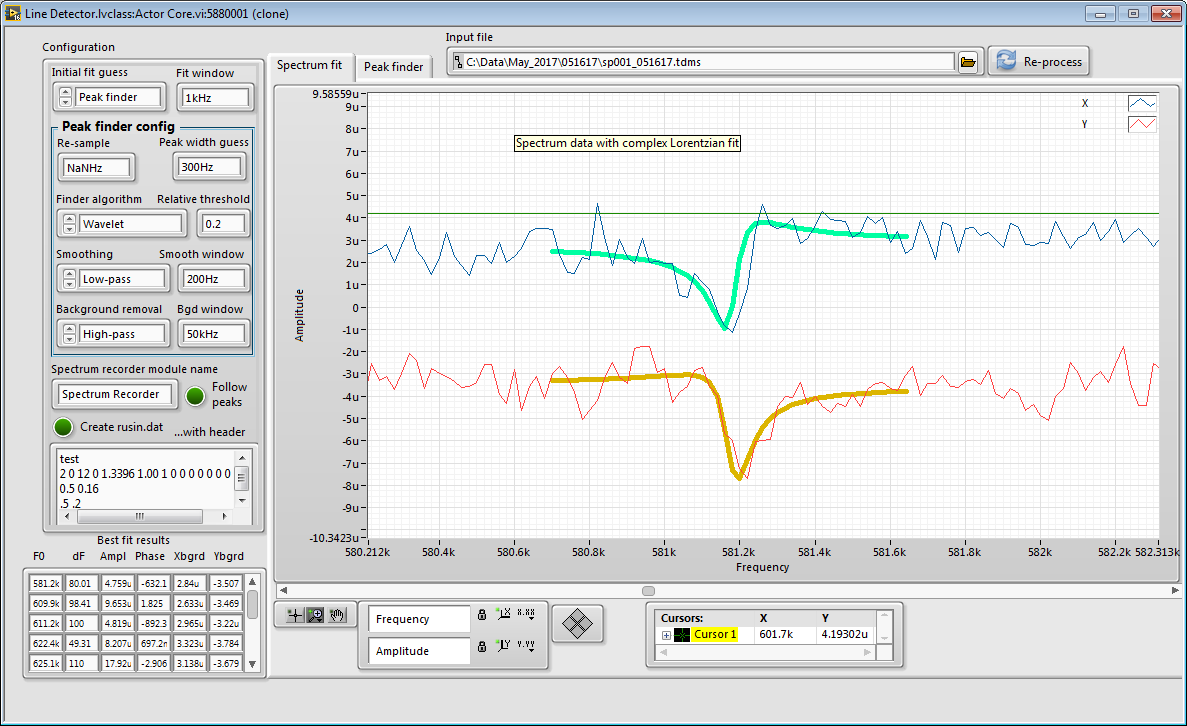 Line Detector.lvclass:Actor Core.vi:5880001 (clone)
Configuration
Initial fit guess
Fit window
Peak finder
1kHz
Peak finder config
Re-sample
Peak width guess
NaNHz
300Hz
Finder algorithm
Relative threshold
Wavelet
0.2
Smoothing
Smooth window
Low-pass
200Hz
Background removal
Bgd window
High-pass
50kHz
Spectrum recorder module name
Spectrum Recorder
Follow
peaks
Create rusin.dat
...with header
test
2 0 12 0 1.3396 1.00 1 0 0 0 0 0 0 0
0.5 0.16
.5 .2
Best fit results
F0 dF Ampl Phase Xbgrd Ybgrd
581.2k 80.01 4.759u -632.1 2.84u -3.507
609.9k 98.41 9.653u 1.825 2.633u -3.469
611.2k 100 4.819u -892.3 2.965u -3.22u
622.4k 49.31 8.207u 697.2n 3.323u -3.784
625.1k 110 17.92u -2.906 3.138u -3.679
Input file
C:\Data\May_2017\051617\sp001_051617.tdms
Re-process
Spectrum fit
Peak finder
X
Y
Spectrum data with complex Lorentzian fit
Amplitude
9.58559u
9u
8u
7u
6u
5u
4u
3u
2u
1u
0
-1u
-2u
-3u
-4u
-5u
-6u
-7u
-8u
-9u
-10.3423u
580.212k 580.4k 580.6k 580.8k 581k 581.2k 581.4k 581.6k 581.8k 582k 582.2k 582.313k
Frequency
Frequency
X X.XX
Amplitude
Y Y.YY
Cursors: X Y
Cursor 1 601.7k 4.19302u